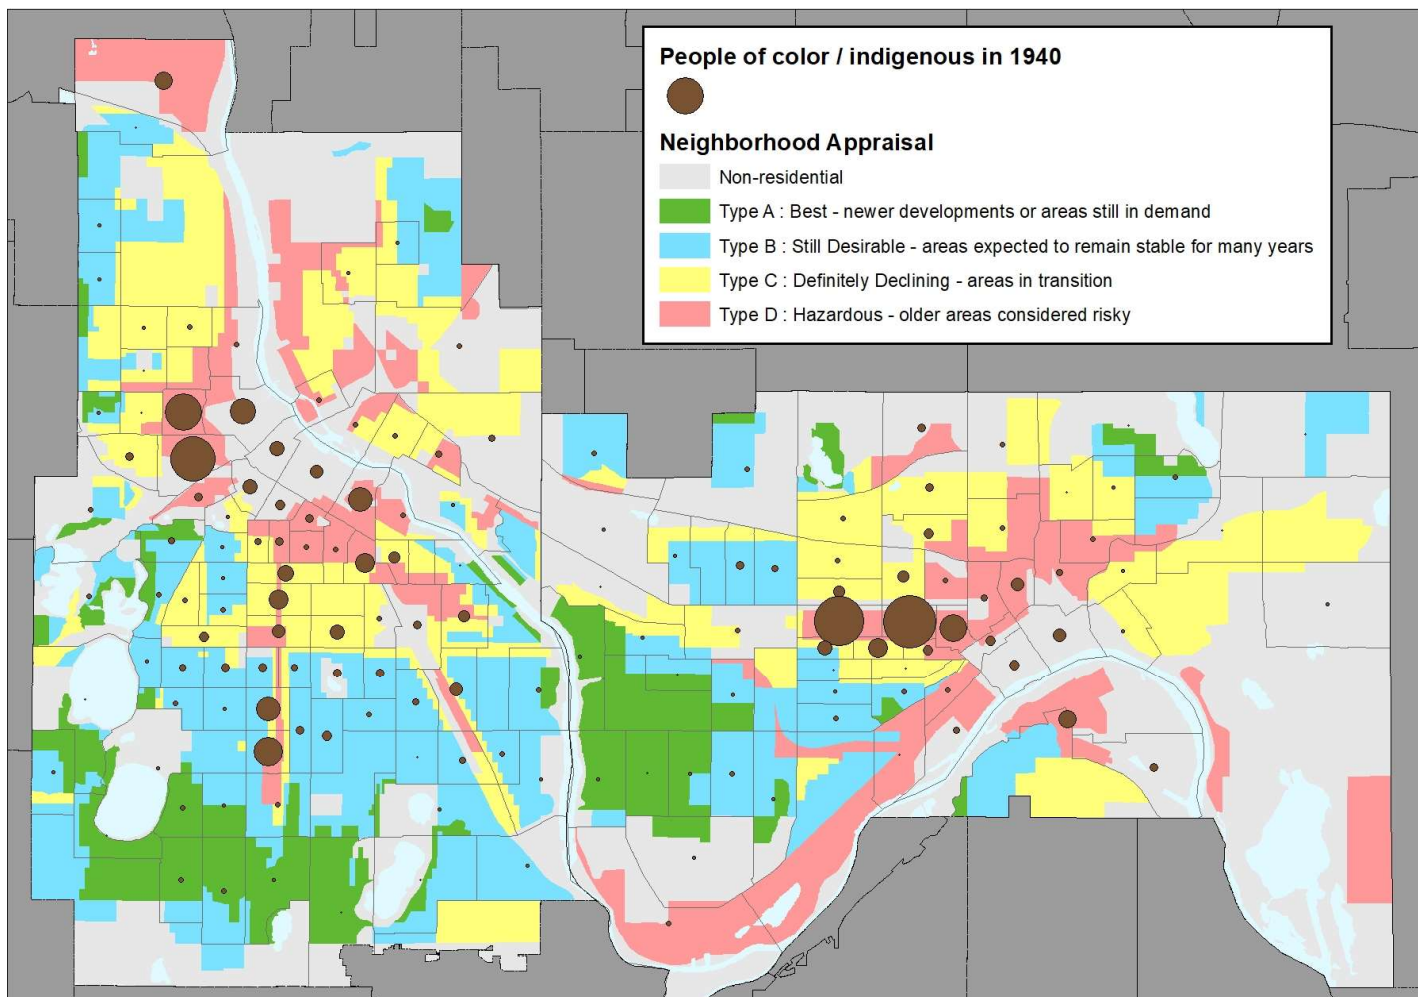 People of color / indigenous in 1940
Neighborhood Appraisal
Non-residential
Type A : Best - newer developments or areas still in demand
Type B : Still Desirable - areas expected to remain stable for many years
Type C : Definitely Declining - areas in transition
Type D : Hazardous - older areas considered risky